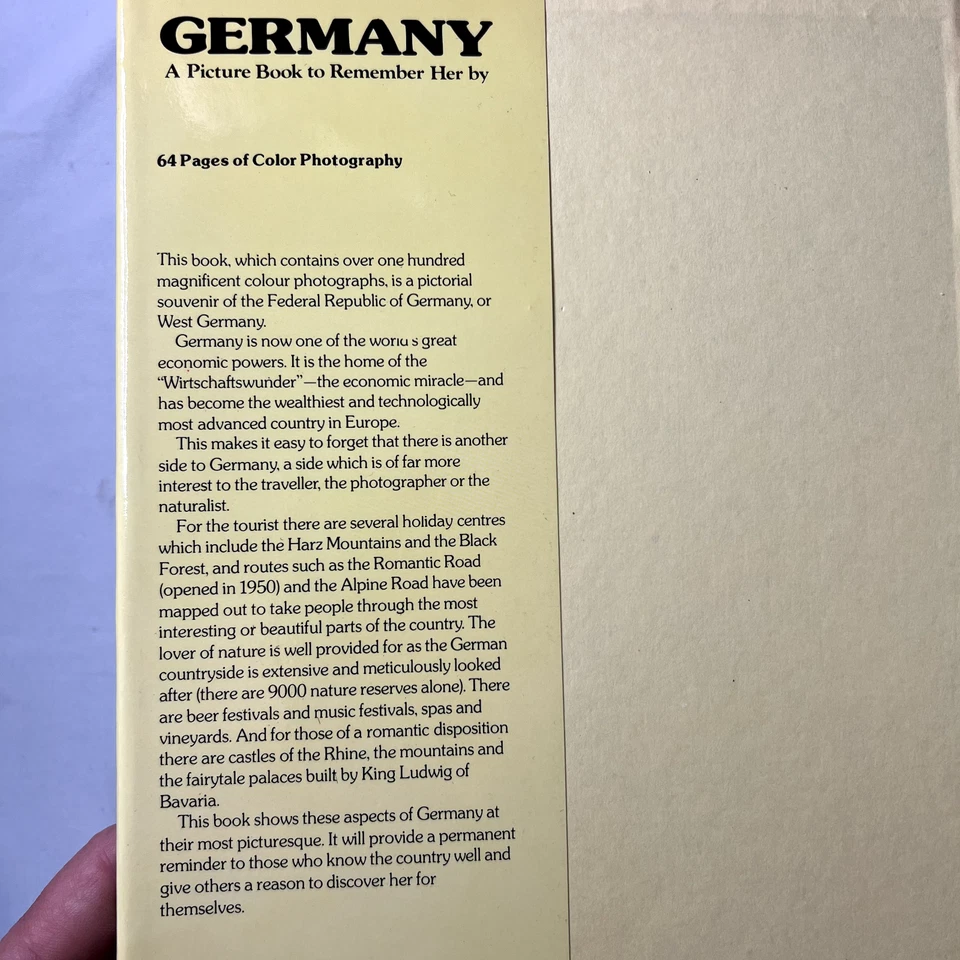 GERMANY
A Picture Book to Remember Her by
64 Pages of Color Photography
This book, which contains over one hundred
magnificent colour photographs, is a pictorial
souvenir of the Federal Republic of Germany, or
West Germany.
Germany is now one of the world's great
economic powers. It is the home of the
“Wirtschaftswunder”—the economic miracle—and
has become the wealthiest and technologically
most advanced country in Europe.
This makes it easy to forget that there is another
side to Germany, a side which is of far more
interest to the traveller, the photographer or the
naturalist.
For the tourist there are several holiday centres
which include the Harz Mountains and the Black
Forest, and routes such as the Romantic Road
(opened in 1950) and the Alpine Road have been
mapped out to take people through the most
interesting or beautiful parts of the country. The
lover of nature is well provided for as the German
countryside is extensive and meticulously looked
after (there are 9000 nature reserves alone). There
are beer festivals and music festivals, spas and
vineyards. And for those of a romantic disposition
there are castles of the Rhine, the mountains and
the fairytale palaces built by King Ludwig of
Bavaria.
This book shows these aspects of Germany at
their most picturesque. It will provide a permanent
reminder to those who know the country well and
give others a reason to discover her for
themselves.